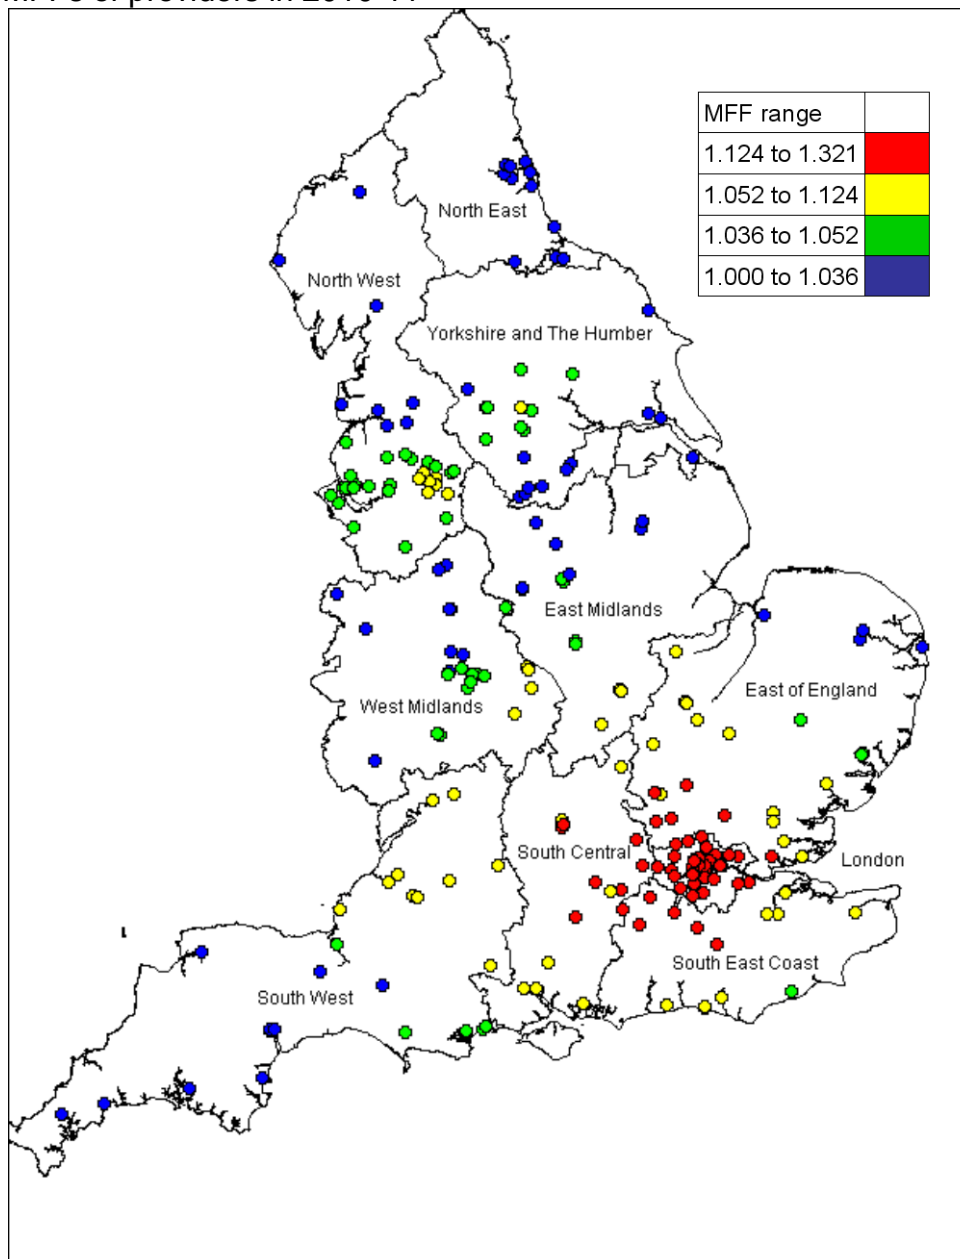 MFF range
1.124 to 1.321
1.052 to 1.124
1.036 to 1.052
1.000 to 1.036
North East
North West
Yorkshire and The Humber
East Midlands
West Midlands
East of England
South Central
London
South East Coast
South West